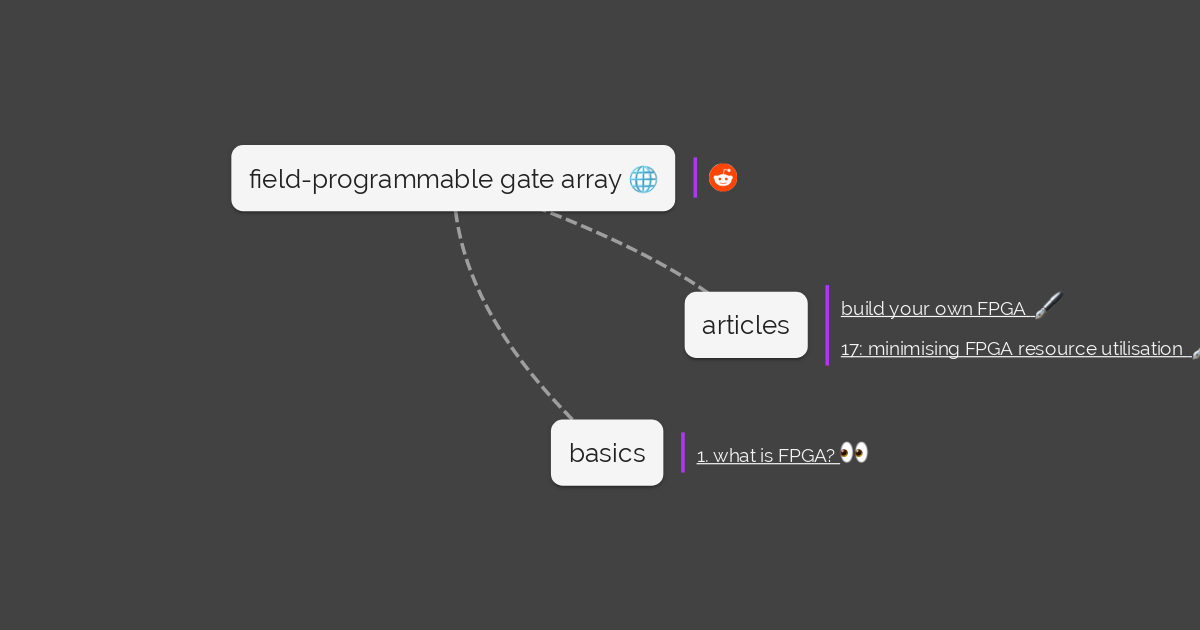 field-programmable gate array
articles
build your own FPGA
17: minimising FPGA resource utilisation
basics
1. what is FPGA?